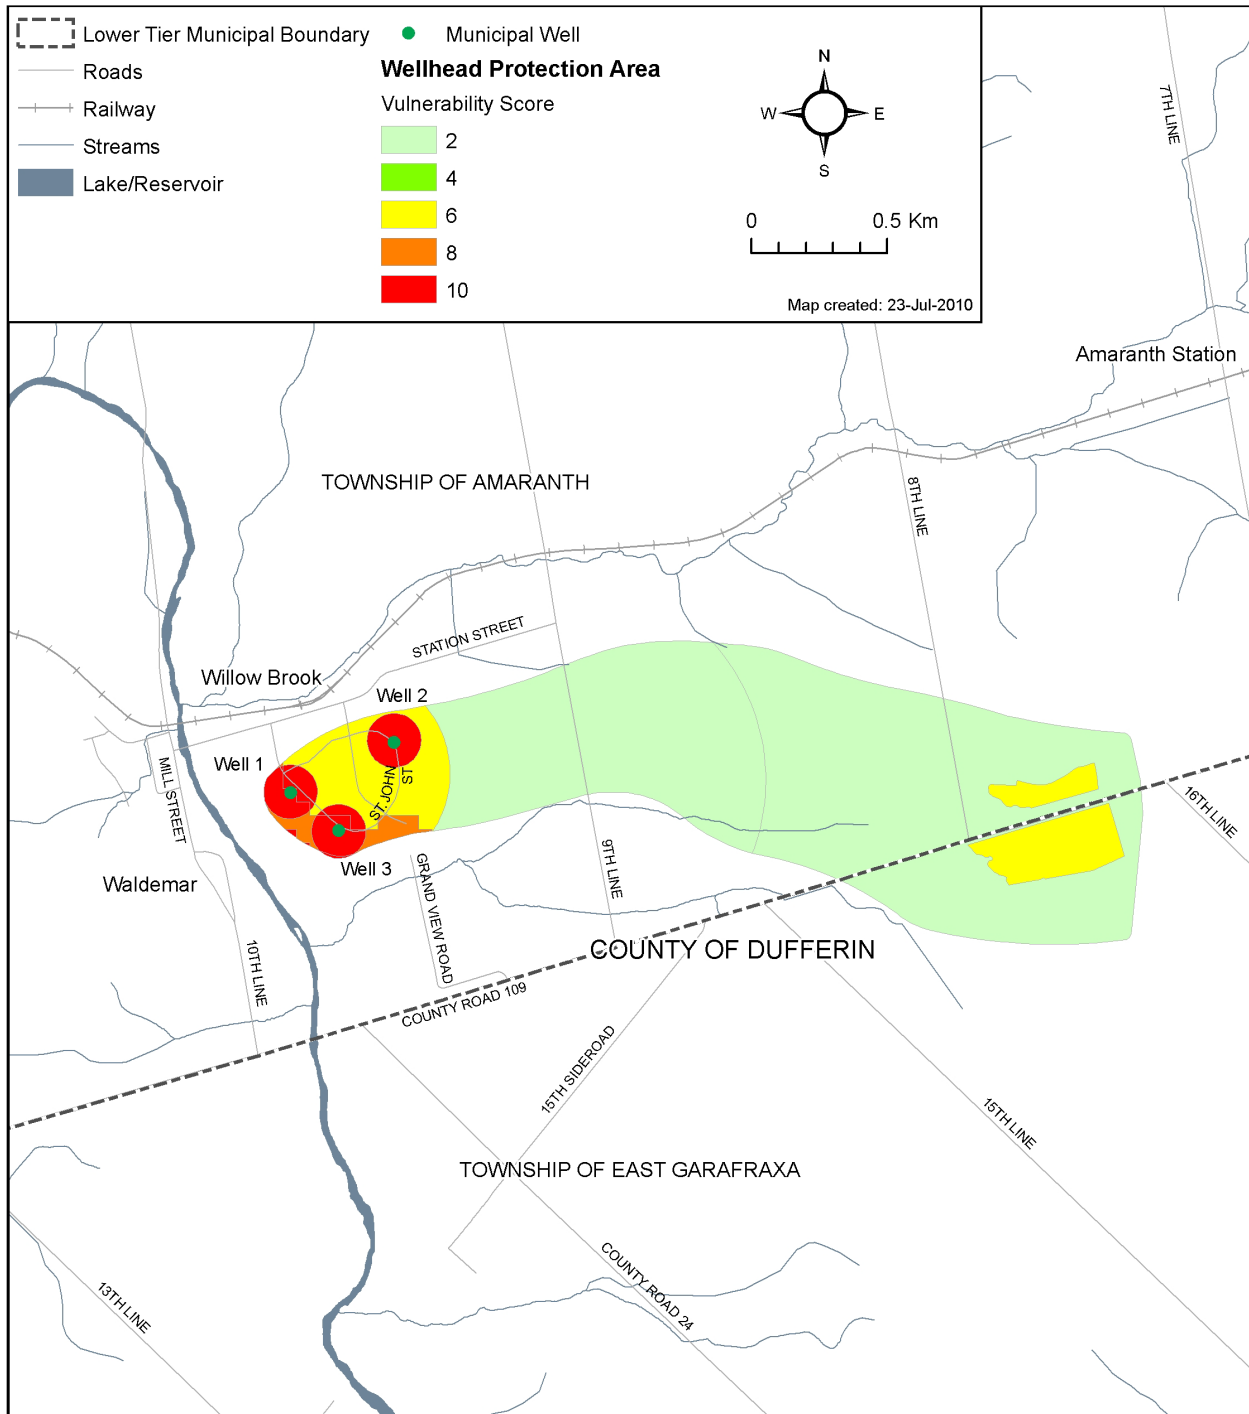 Lower Tier Municipal Boundary
Roads
Railway
Streams
Lake/Reservoir
Municipal Well
Wellhead Protection Area
Vulnerability Score
2
4
6
8
10
N
W E
S
0 0.5 Km
Map created: 23-Jul-2010
7TH LINE
Amaranth Station
TOWNSHIP OF AMARANTH
8TH LINE
STATION STREET
Willow Brook
Well 2
Well 1
ST. JOHN
ST
MILL STREET
16TH LINE
Well 3
9TH LINE
Waldemar
GRAND VIEW ROAD
10TH LINE
COUNTY OF DUFFERIN
COUNTY ROAD 109
15TH SIDEROAD
15TH LINE
TOWNSHIP OF EAST GARAFRAXA
COUNTY ROAD 24
13TH LINE